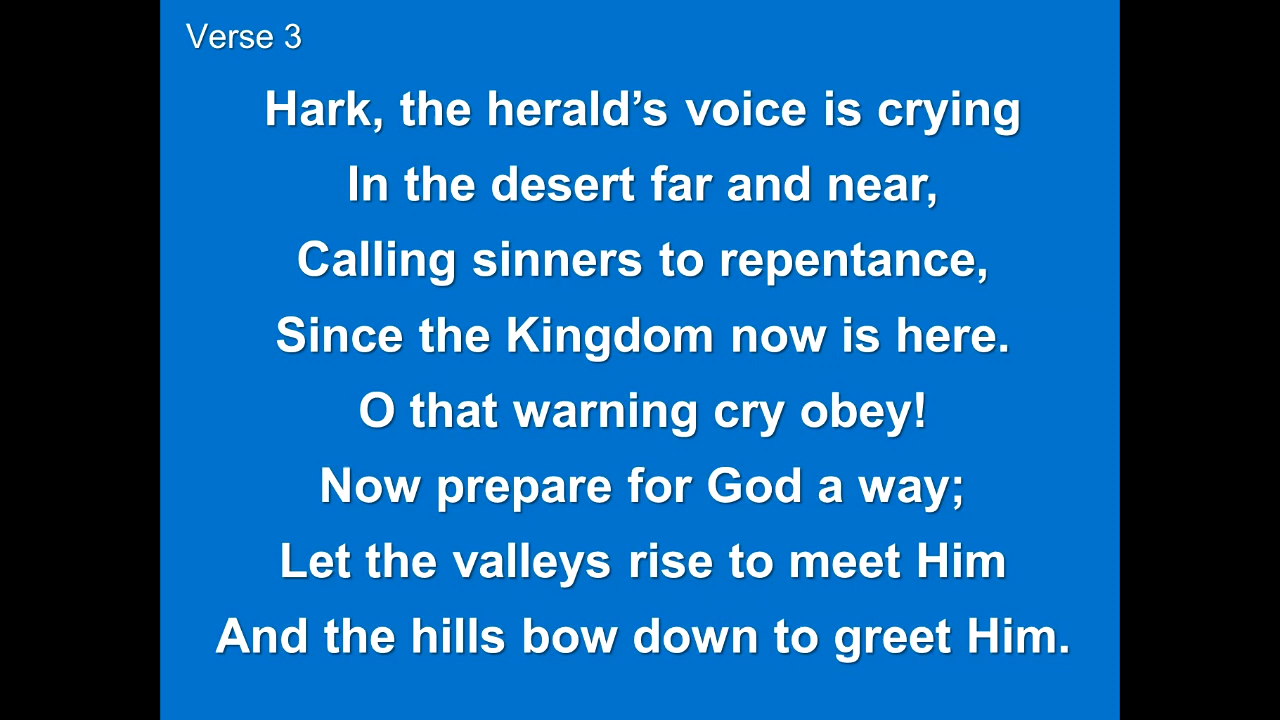 Verse 3
Hark, the herald’s voice is crying
In the desert far and near,
Calling sinners to repentance,
Since the Kingdom now is here.
O that warning cry obey!
Now prepare for God a way;
Let the valleys rise to meet Him
And the hills bow down to greet Him.